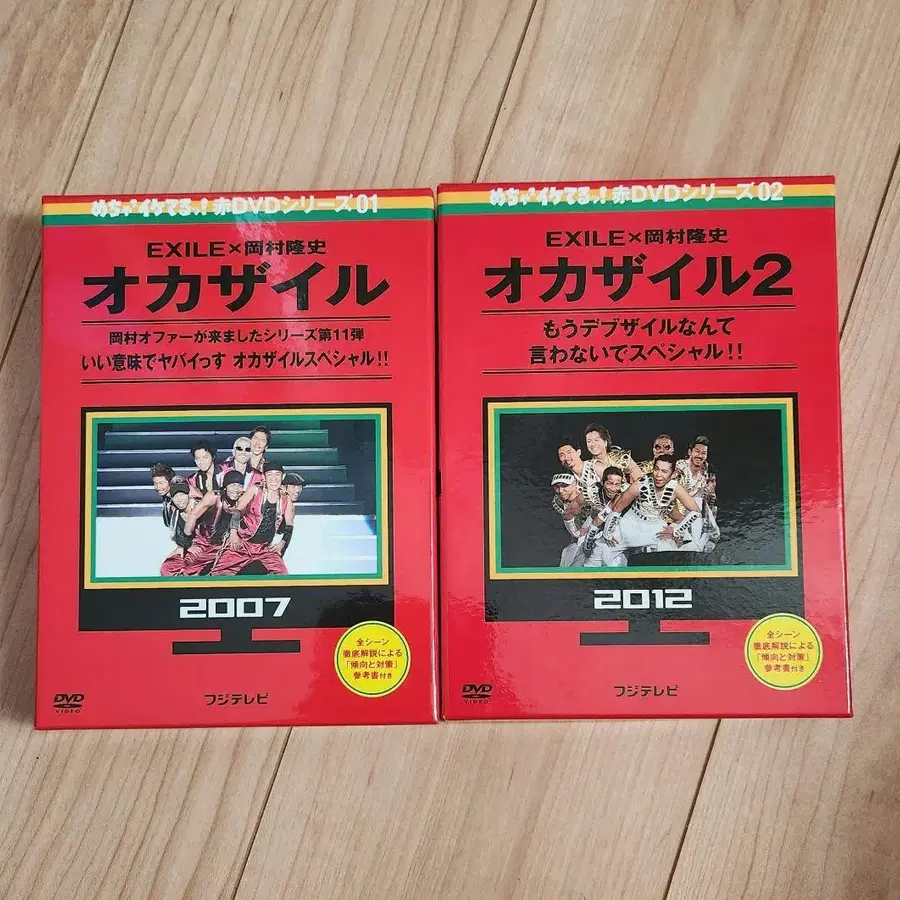 めちゃ²イケてるッ!赤DVDシリーズ01
EXILE×岡村隆史
オカザイル
岡村オファーが来ましたシリーズ第11弾
いい意味でヤバイっす オカザイルスペシャル!!
2007
全シーン
徹底解説による
「傾向と対策」
参考書付き
DVD
VIDEO
フジテレビ
めちゃ²イケてるッ!赤DVDシリーズ02
EXILE×岡村隆史
オカザイル2
もうデブザイルなんて
言わないでスペシャル!!
2012
全シーン
徹底解説による
「傾向と対策」
参考書付き
DVD
VIDEO
フジテレビ